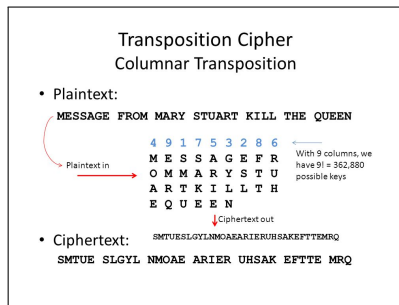 Transposition Cipher
Columnar Transposition
• Plaintext:
MESSAGE FROM MARY STUART KILL THE QUEEN
4 9 1 7 5 3 2 8 6
Plaintext in
M E S S A G E F R
O M M A R Y S T U
A R T K I L L T H
E Q U E E N
With 9 columns, we
have 9! = 362,880
possible keys
Ciphertext out
• Ciphertext:
SMTUESLGYLNMOAEARIERUHSAKEFTTEMRQ
SMTUE SLGYL NMOAE ARIER UHSAK EFTTE MRQ